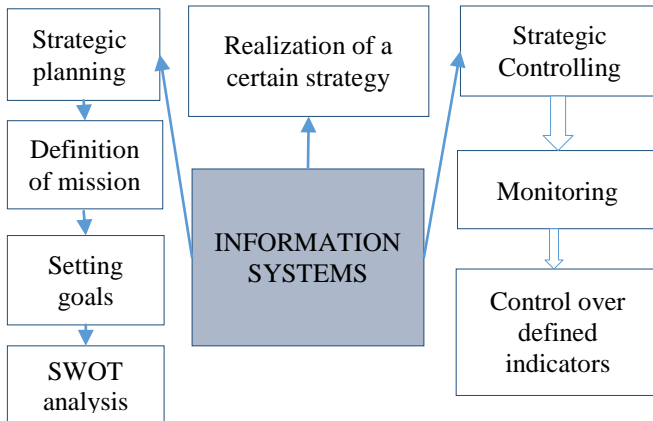 Strategic
planning
Realization of a
certain strategy
Strategic
Controlling
Definition
of mission
INFORMATION
SYSTEMS
Monitoring
Setting
goals
Control over
defined
indicators
SWOT
analysis